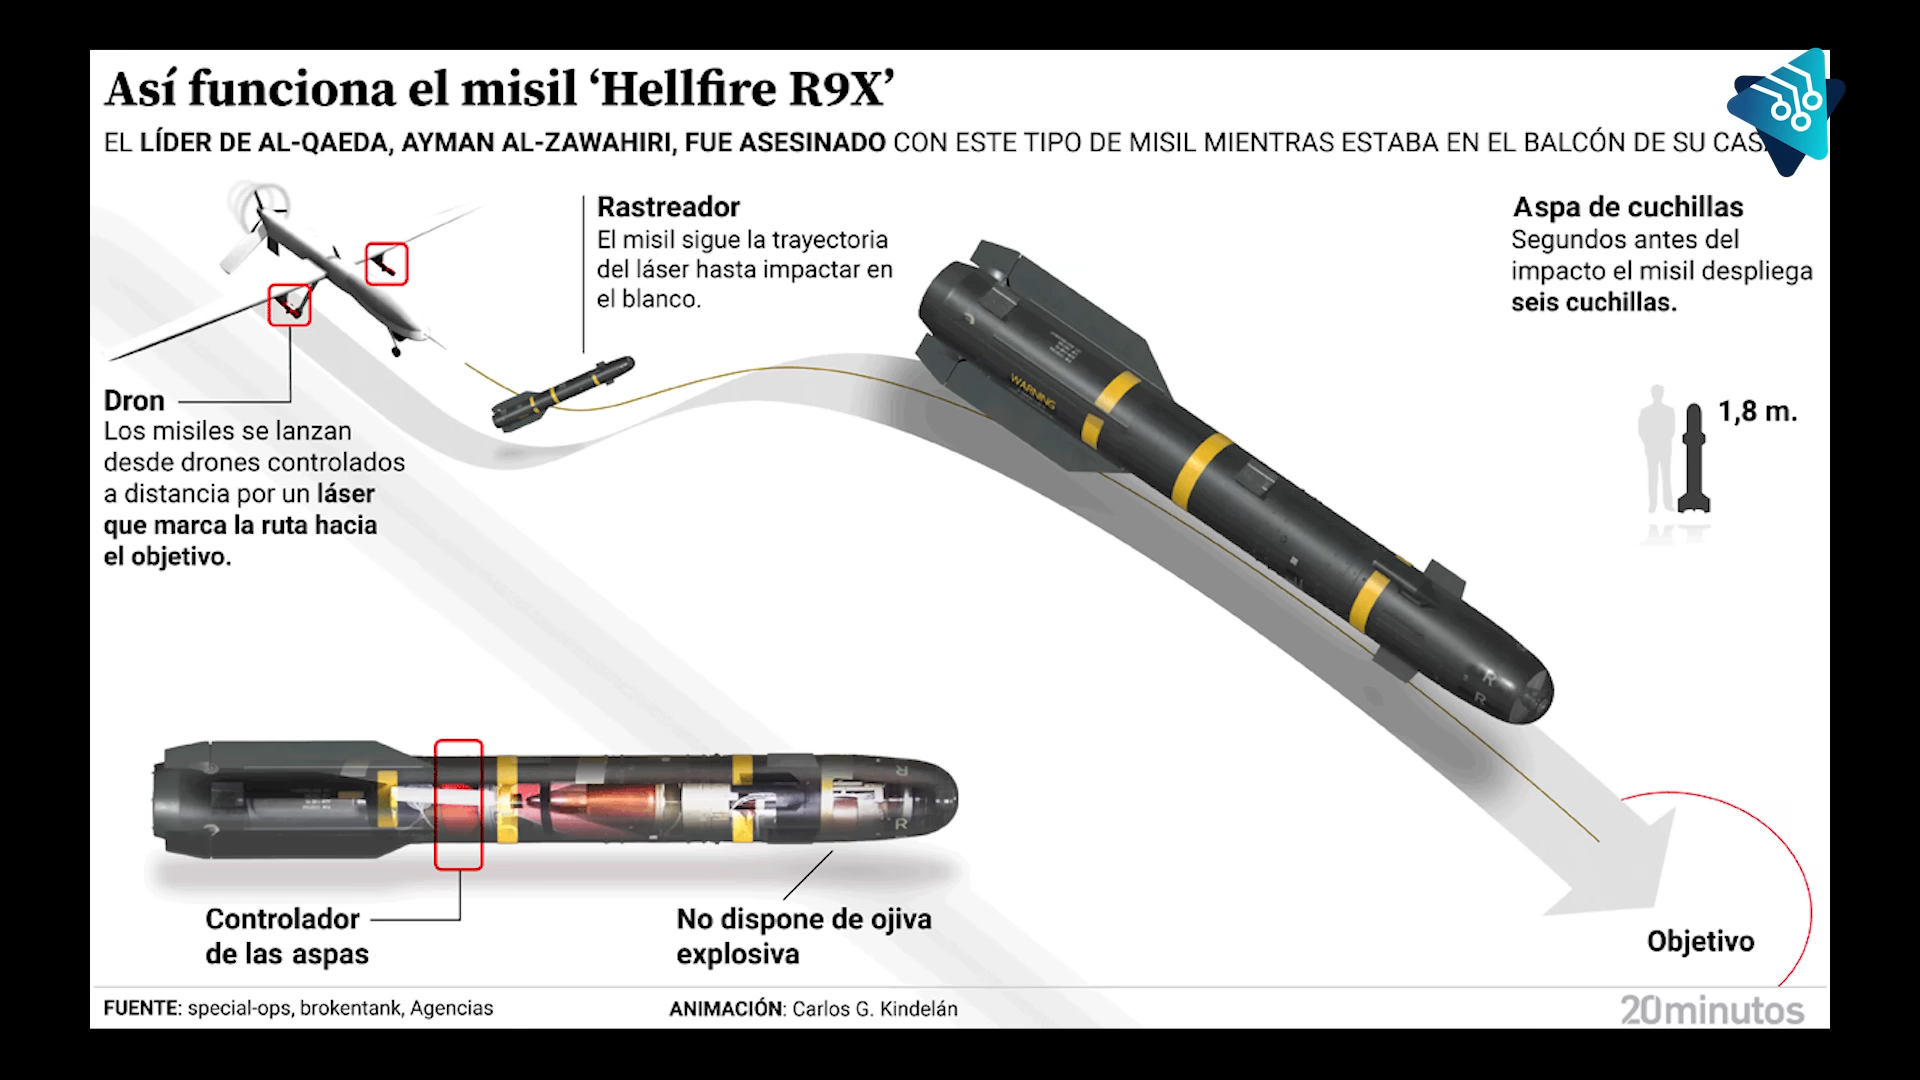 Así funciona el misil ‘Hellfire R9X’
EL LÍDER DE AL-QAEDA, AYMAN AL-ZAWAHIRI, FUE ASESINADO CON ESTE TIPO DE MISIL MIENTRAS ESTABA EN EL BALCÓN DE SU CASA
Rastreador
El misil sigue la trayectoria
del láser hasta impactar en
el blanco.
Aspa de cuchillas
Segundos antes del
impacto el misil despliega
seis cuchillas.
1,8 m.
Dron
Los misiles se lanzan
desde drones controlados
a distancia por un láser
que marca la ruta hacia
el objetivo.
WARNING
R
R
R
R
Controlador
de las aspas
No dispone de ojiva
explosiva
Objetivo
FUENTE: special-ops, brokentank, Agencias
ANIMACIÓN: Carlos G. Kindelán
20minutos